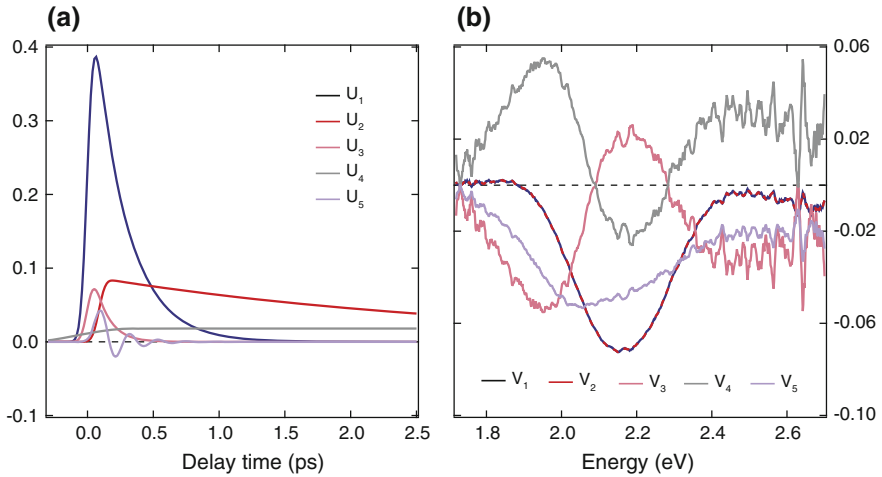 (a)
0.4
0.3
0.2
0.1
0.0
-0.1
U1
U2
U3
U4
U5
0.0 0.5 1.0 1.5 2.0 2.5
Delay time (ps)
(b)
0.06
0.02
-0.02
-0.06
-0.10
V1 V2 V3 V4 V5
1.8 2.0 2.2 2.4 2.6
Energy (eV)